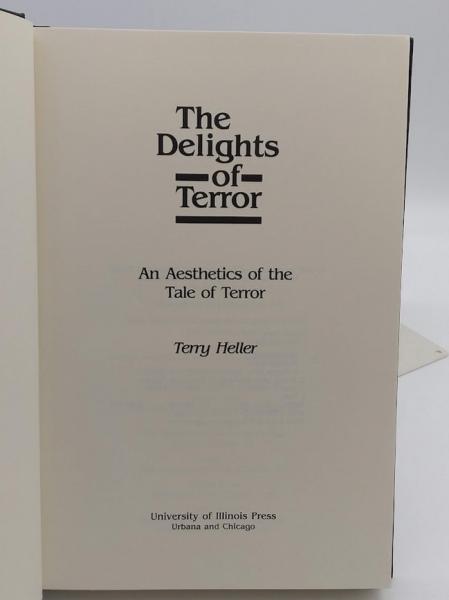 The
Delights
of
Terror
An Aesthetics of the
Tale of Terror
Terry Heller
University of Illinois Press
Urbana and Chicago